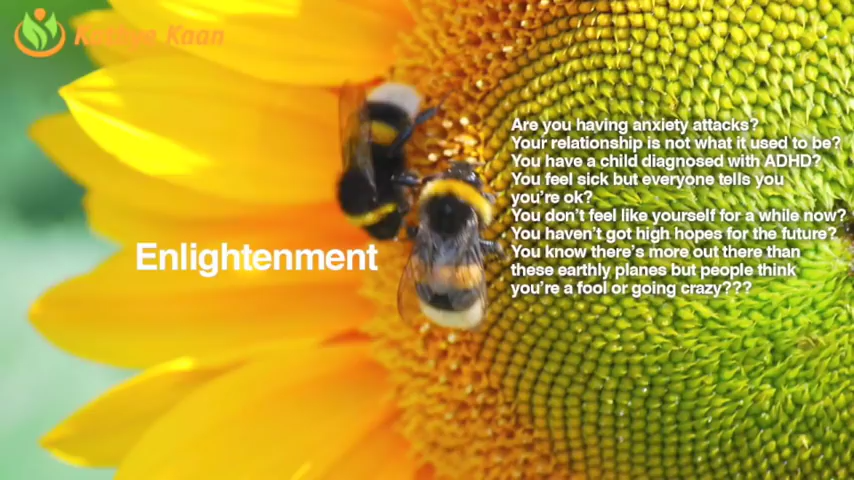 Kathya Kaan
Enlightenment
Are you having anxiety attacks?
Your relationship is not what it used to be?
You have a child diagnosed with ADHD?
You feel sick but everyone tells you
you're ok?
You don't feel like yourself for a while now?
You haven't got high hopes for the future?
You know there's more out there than
these earthly planes but people think
you're a fool or going crazy???